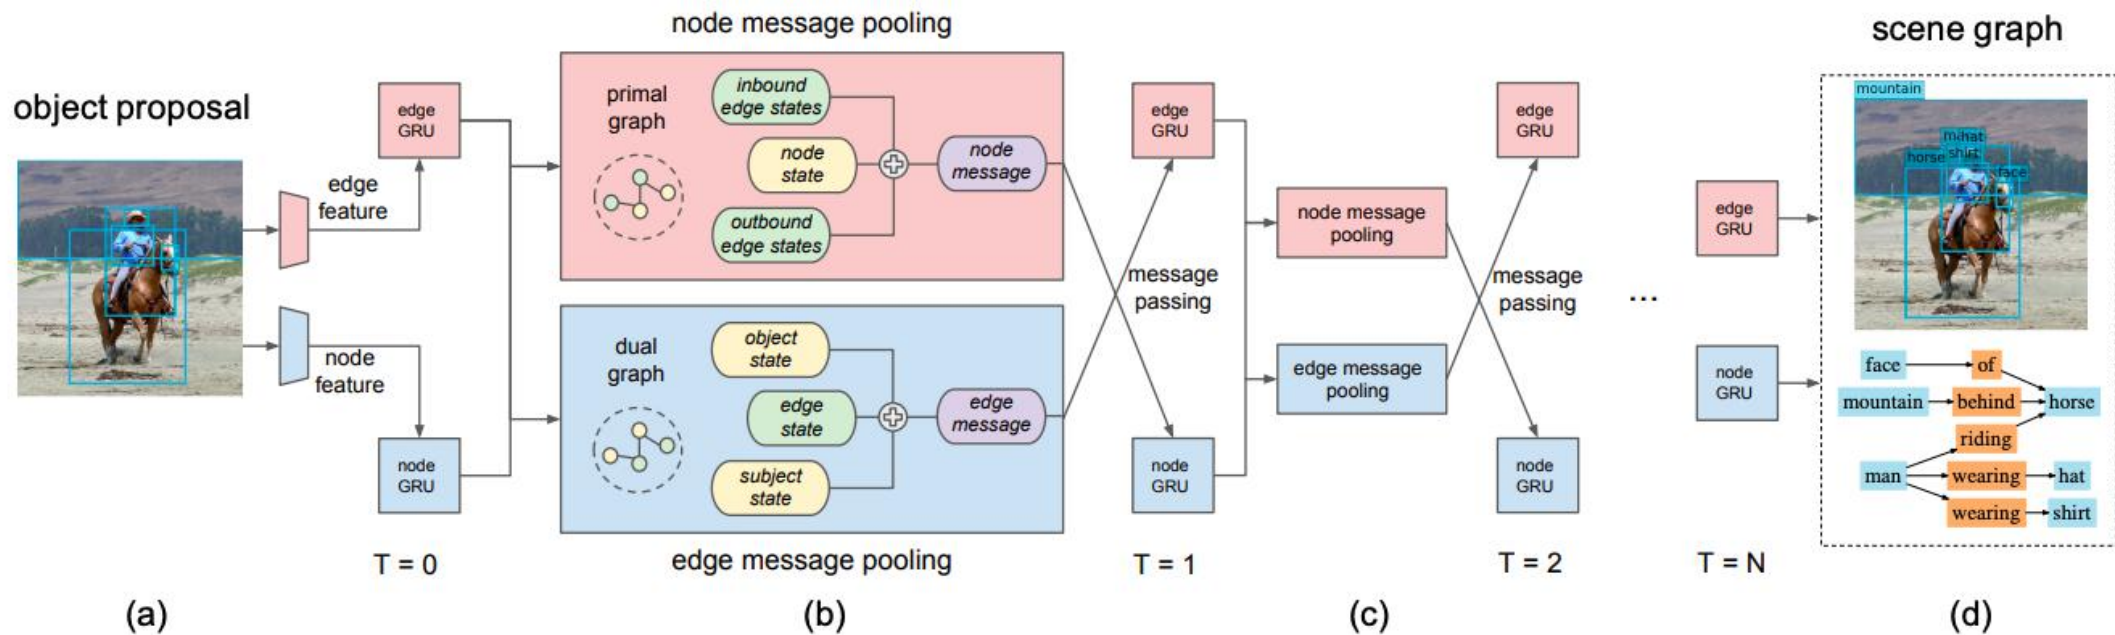 object proposal
edge
feature
node
feature
edge
GRU
node
GRU
T = 0
(a)
node message pooling
primal
graph
inbound
edge states
node
state
outbound
edge states
node
message
dual
graph
object
state
edge
state
subject
state
edge
message
edge message pooling
(b)
message
passing
edge
GRU
node
GRU
T = 1
node message
pooling
edge message
pooling
(c)
message
passing
edge
GRU
node
GRU
T = 2
...
edge
GRU
node
GRU
T = N
scene graph
mountain
hat
shirt
horse
face
face
of
mountain
behind
horse
riding
man
wearing
hat
wearing
shirt
(d)